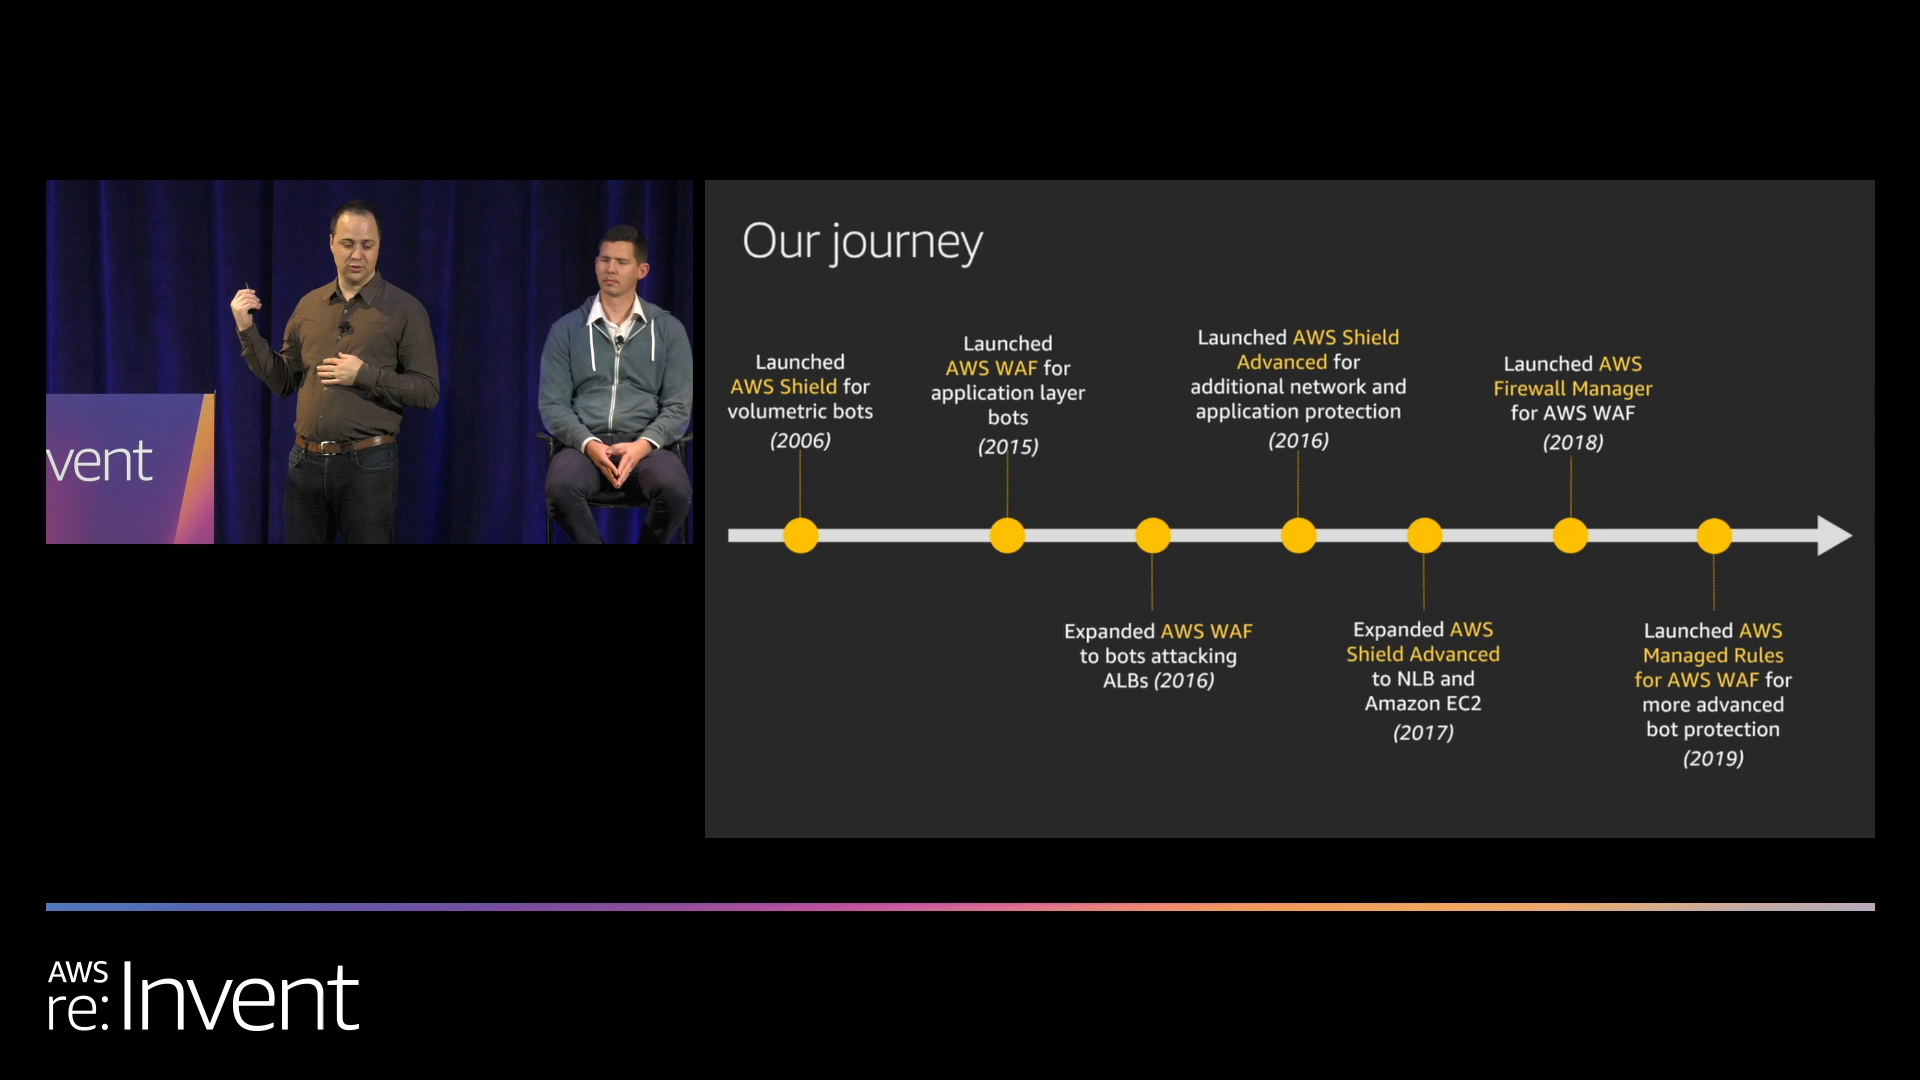 vent
Our journey
Launched
AWS Shield for
volumetric bots
(2006)
Launched
AWS WAF for
application layer
bots
(2015)
Expanded AWS WAF
to bots attacking
ALBs (2016)
Launched AWS Shield
Advanced for
additional network and
application protection
(2016)
Expanded AWS
Shield Advanced
to NLB and
Amazon EC2
(2017)
Launched AWS
Firewall Manager
for AWS WAF
(2018)
Launched AWS
Managed Rules
for AWS WAF for
more advanced
bot protection
(2019)
AWS
re:Invent